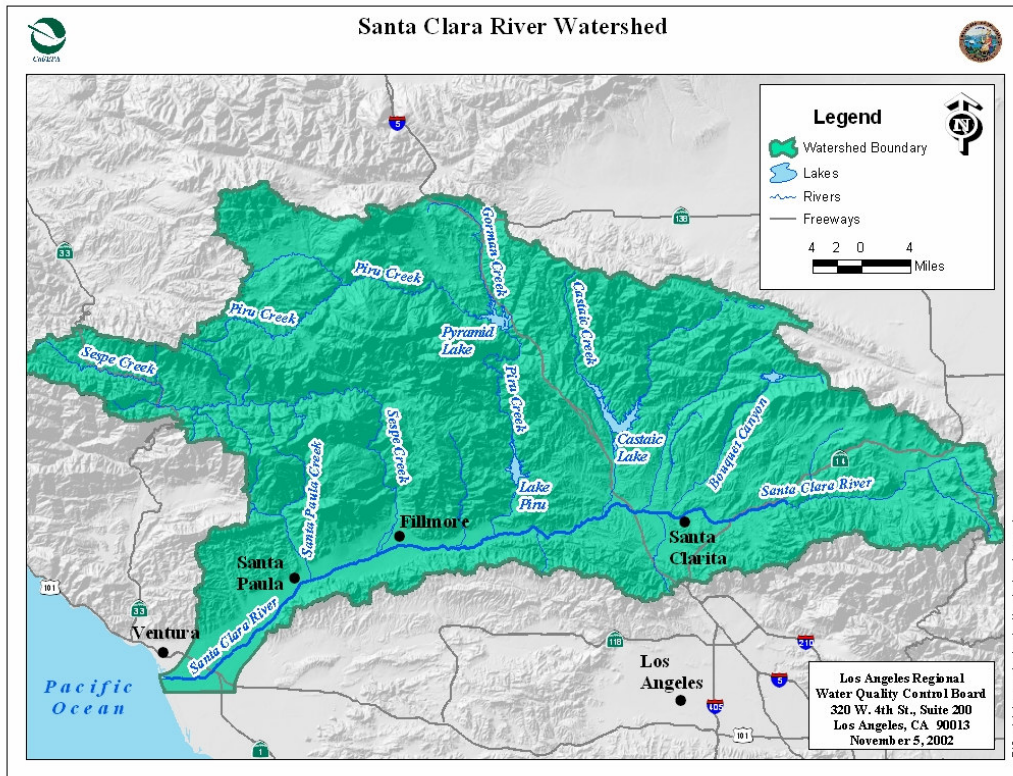 Santa Clara River Watershed
Cal/EPA
Legend
N
Watershed Boundary
Lakes
Rivers
Freeways
4 2 0 4
Miles
5
138
33
Gorman Creek
Piru Creek
Castaic Creek
Piru Creek
Pyramid
Lake
Sespe Creek
Piru Creek
Sespe Creek
Bouquet Canyon
Castaic
Lake
14
Santa Paula Creek
Lake
Piru
Santa Clara River
Fillmore
Santa
Clarita
Santa
Paula
101
33
Ventura
Santa Clara River
118
210
Los
Angeles
5
Pacific
Ocean
405
101
1
Los Angeles Regional
Water Quality Control Board
320 W. 4th St., Suite 200
Los Angeles, CA 90013
November 5, 2002